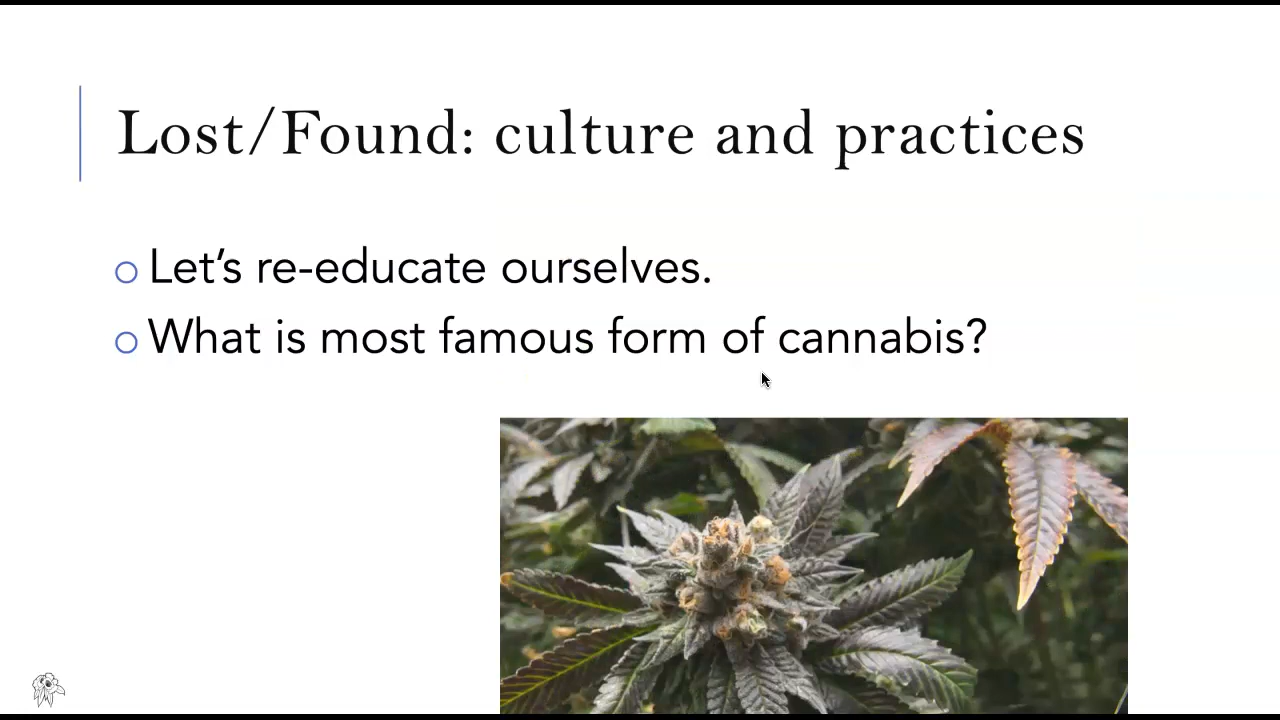 Lost/Found: culture and practices
Let’s re-educate ourselves.
What is most famous form of cannabis?